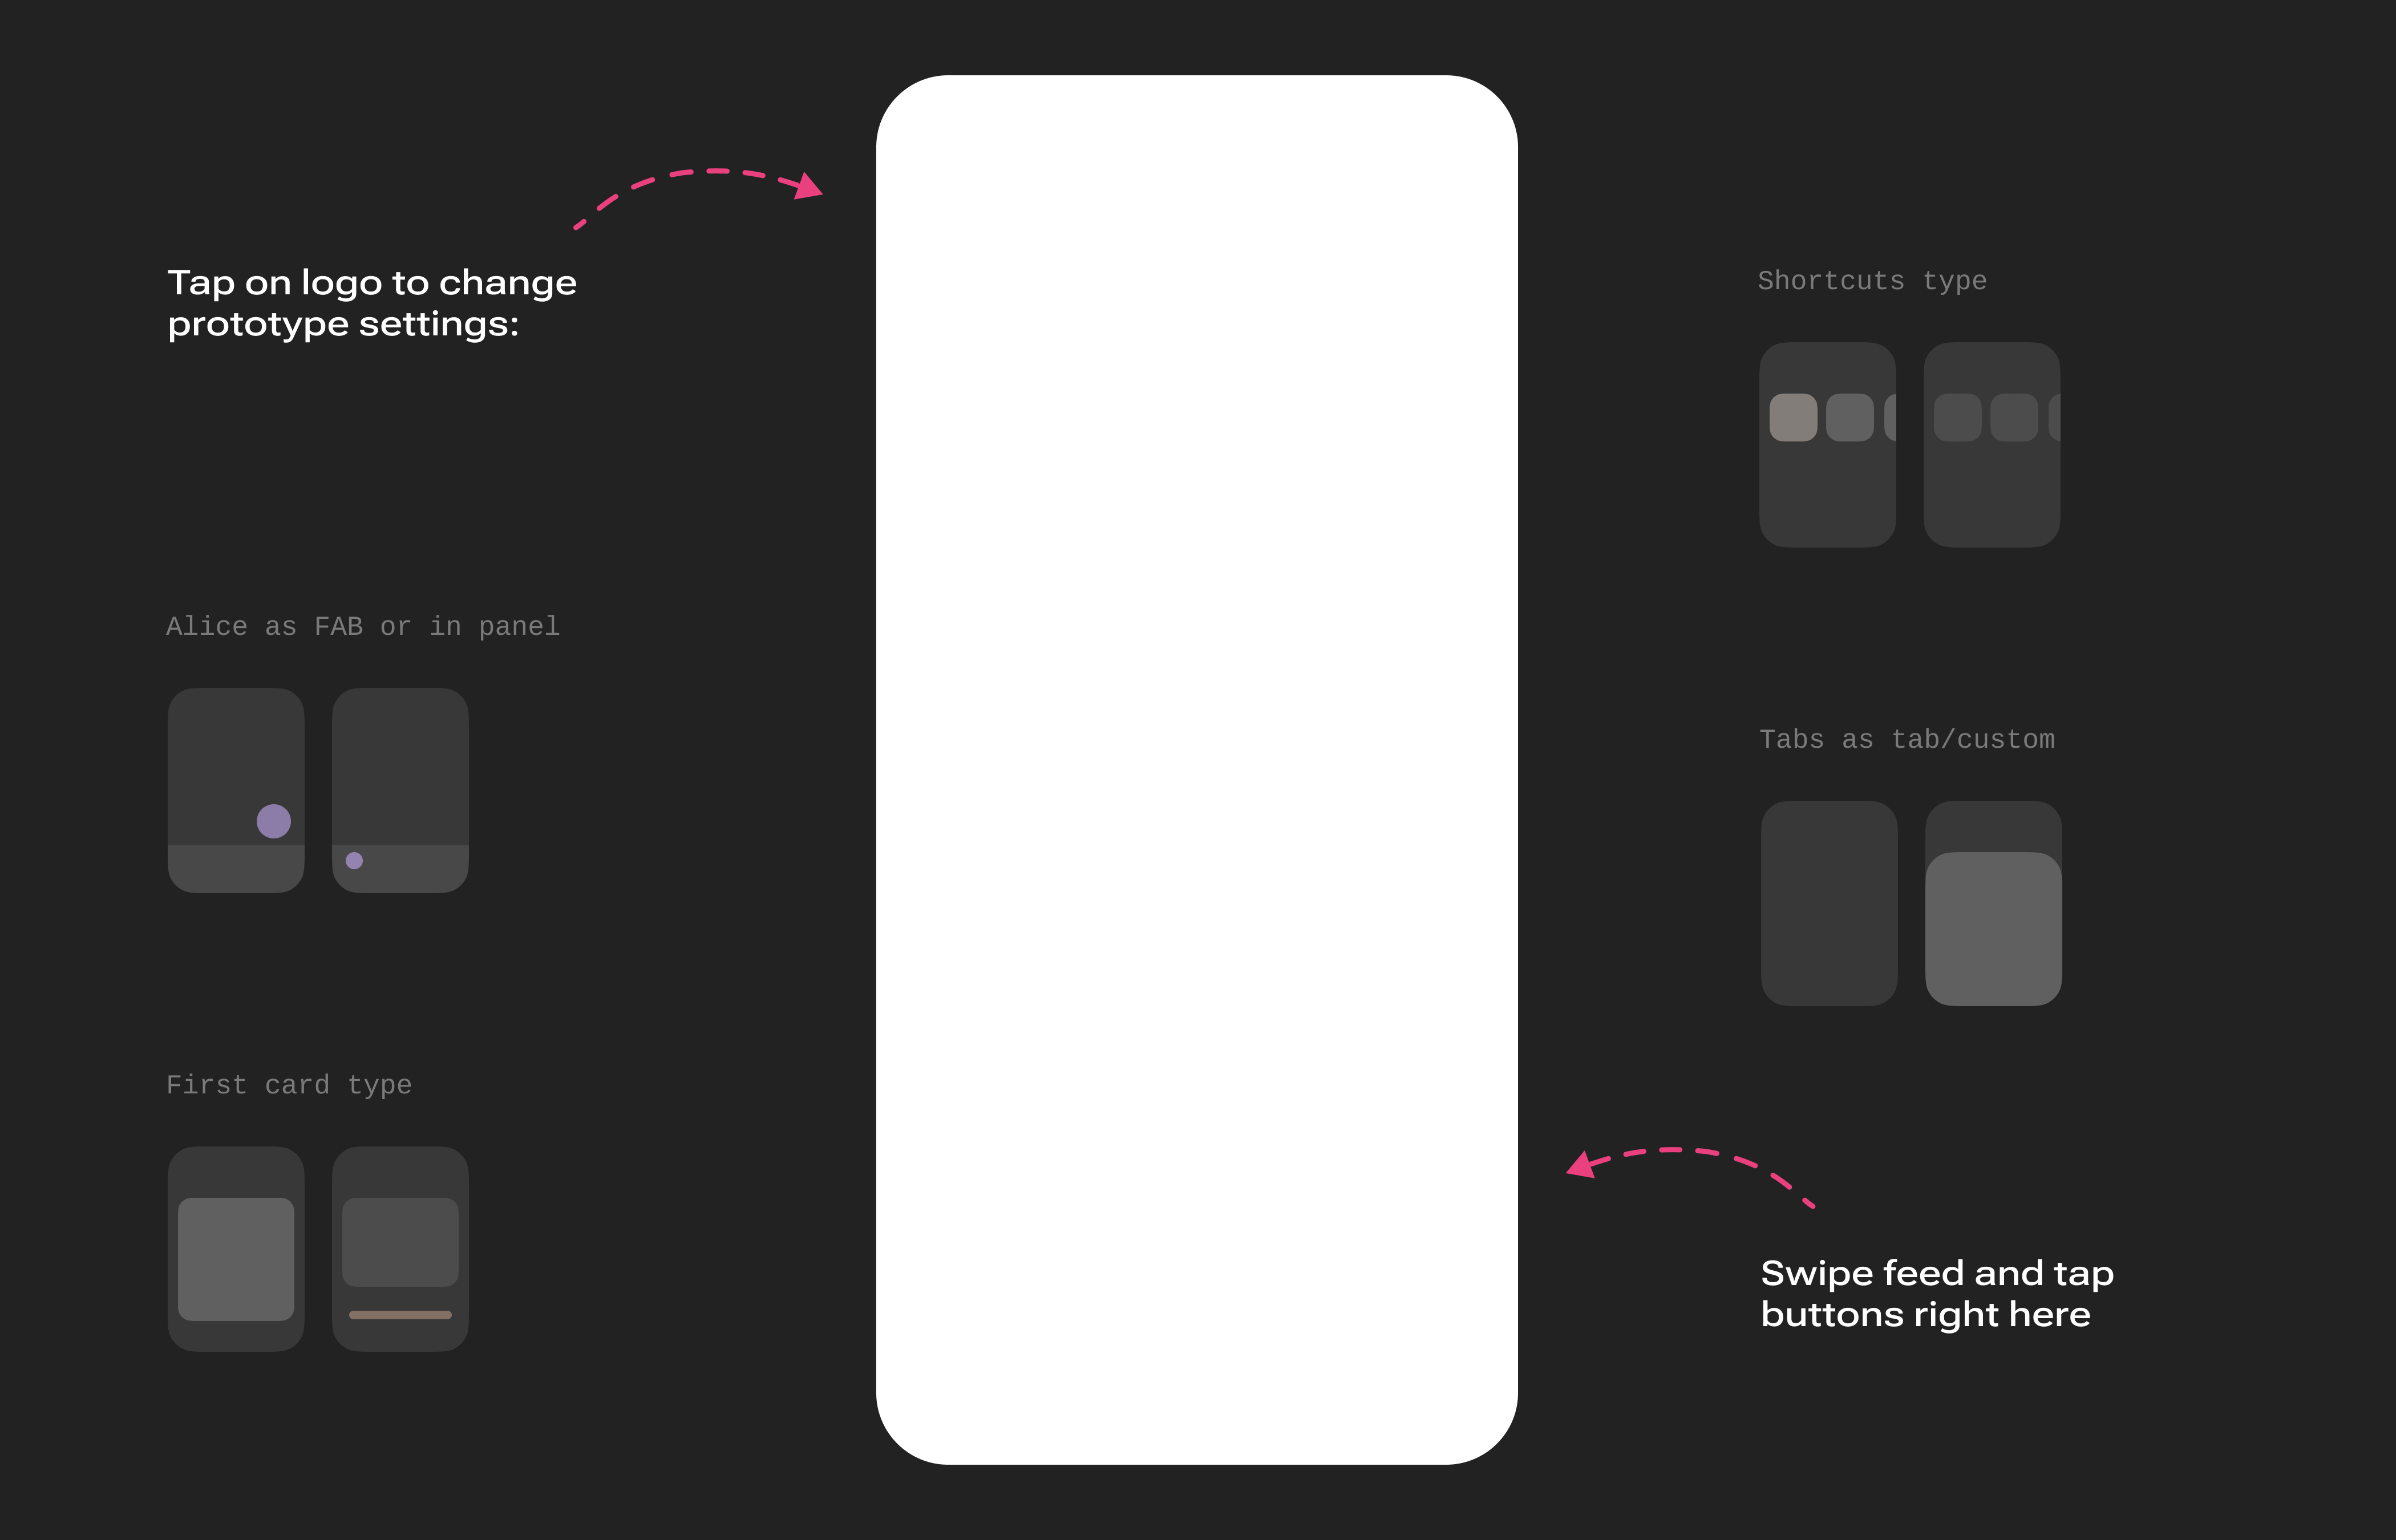 Tap on logo to change
prototype settings:
Alice as FAB or in panel
First card type
Shortcuts type
Tabs as tab/custom
Swipe feed and tap
buttons right here